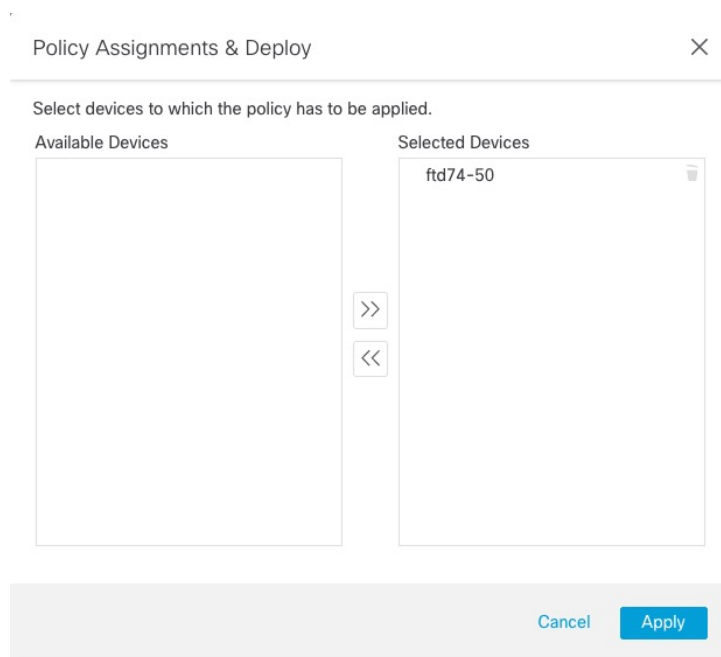 Policy Assignments & Deploy
Select devices to which the policy has to be applied.
Available Devices
Selected Devices
ftd74-50
Cancel
Apply